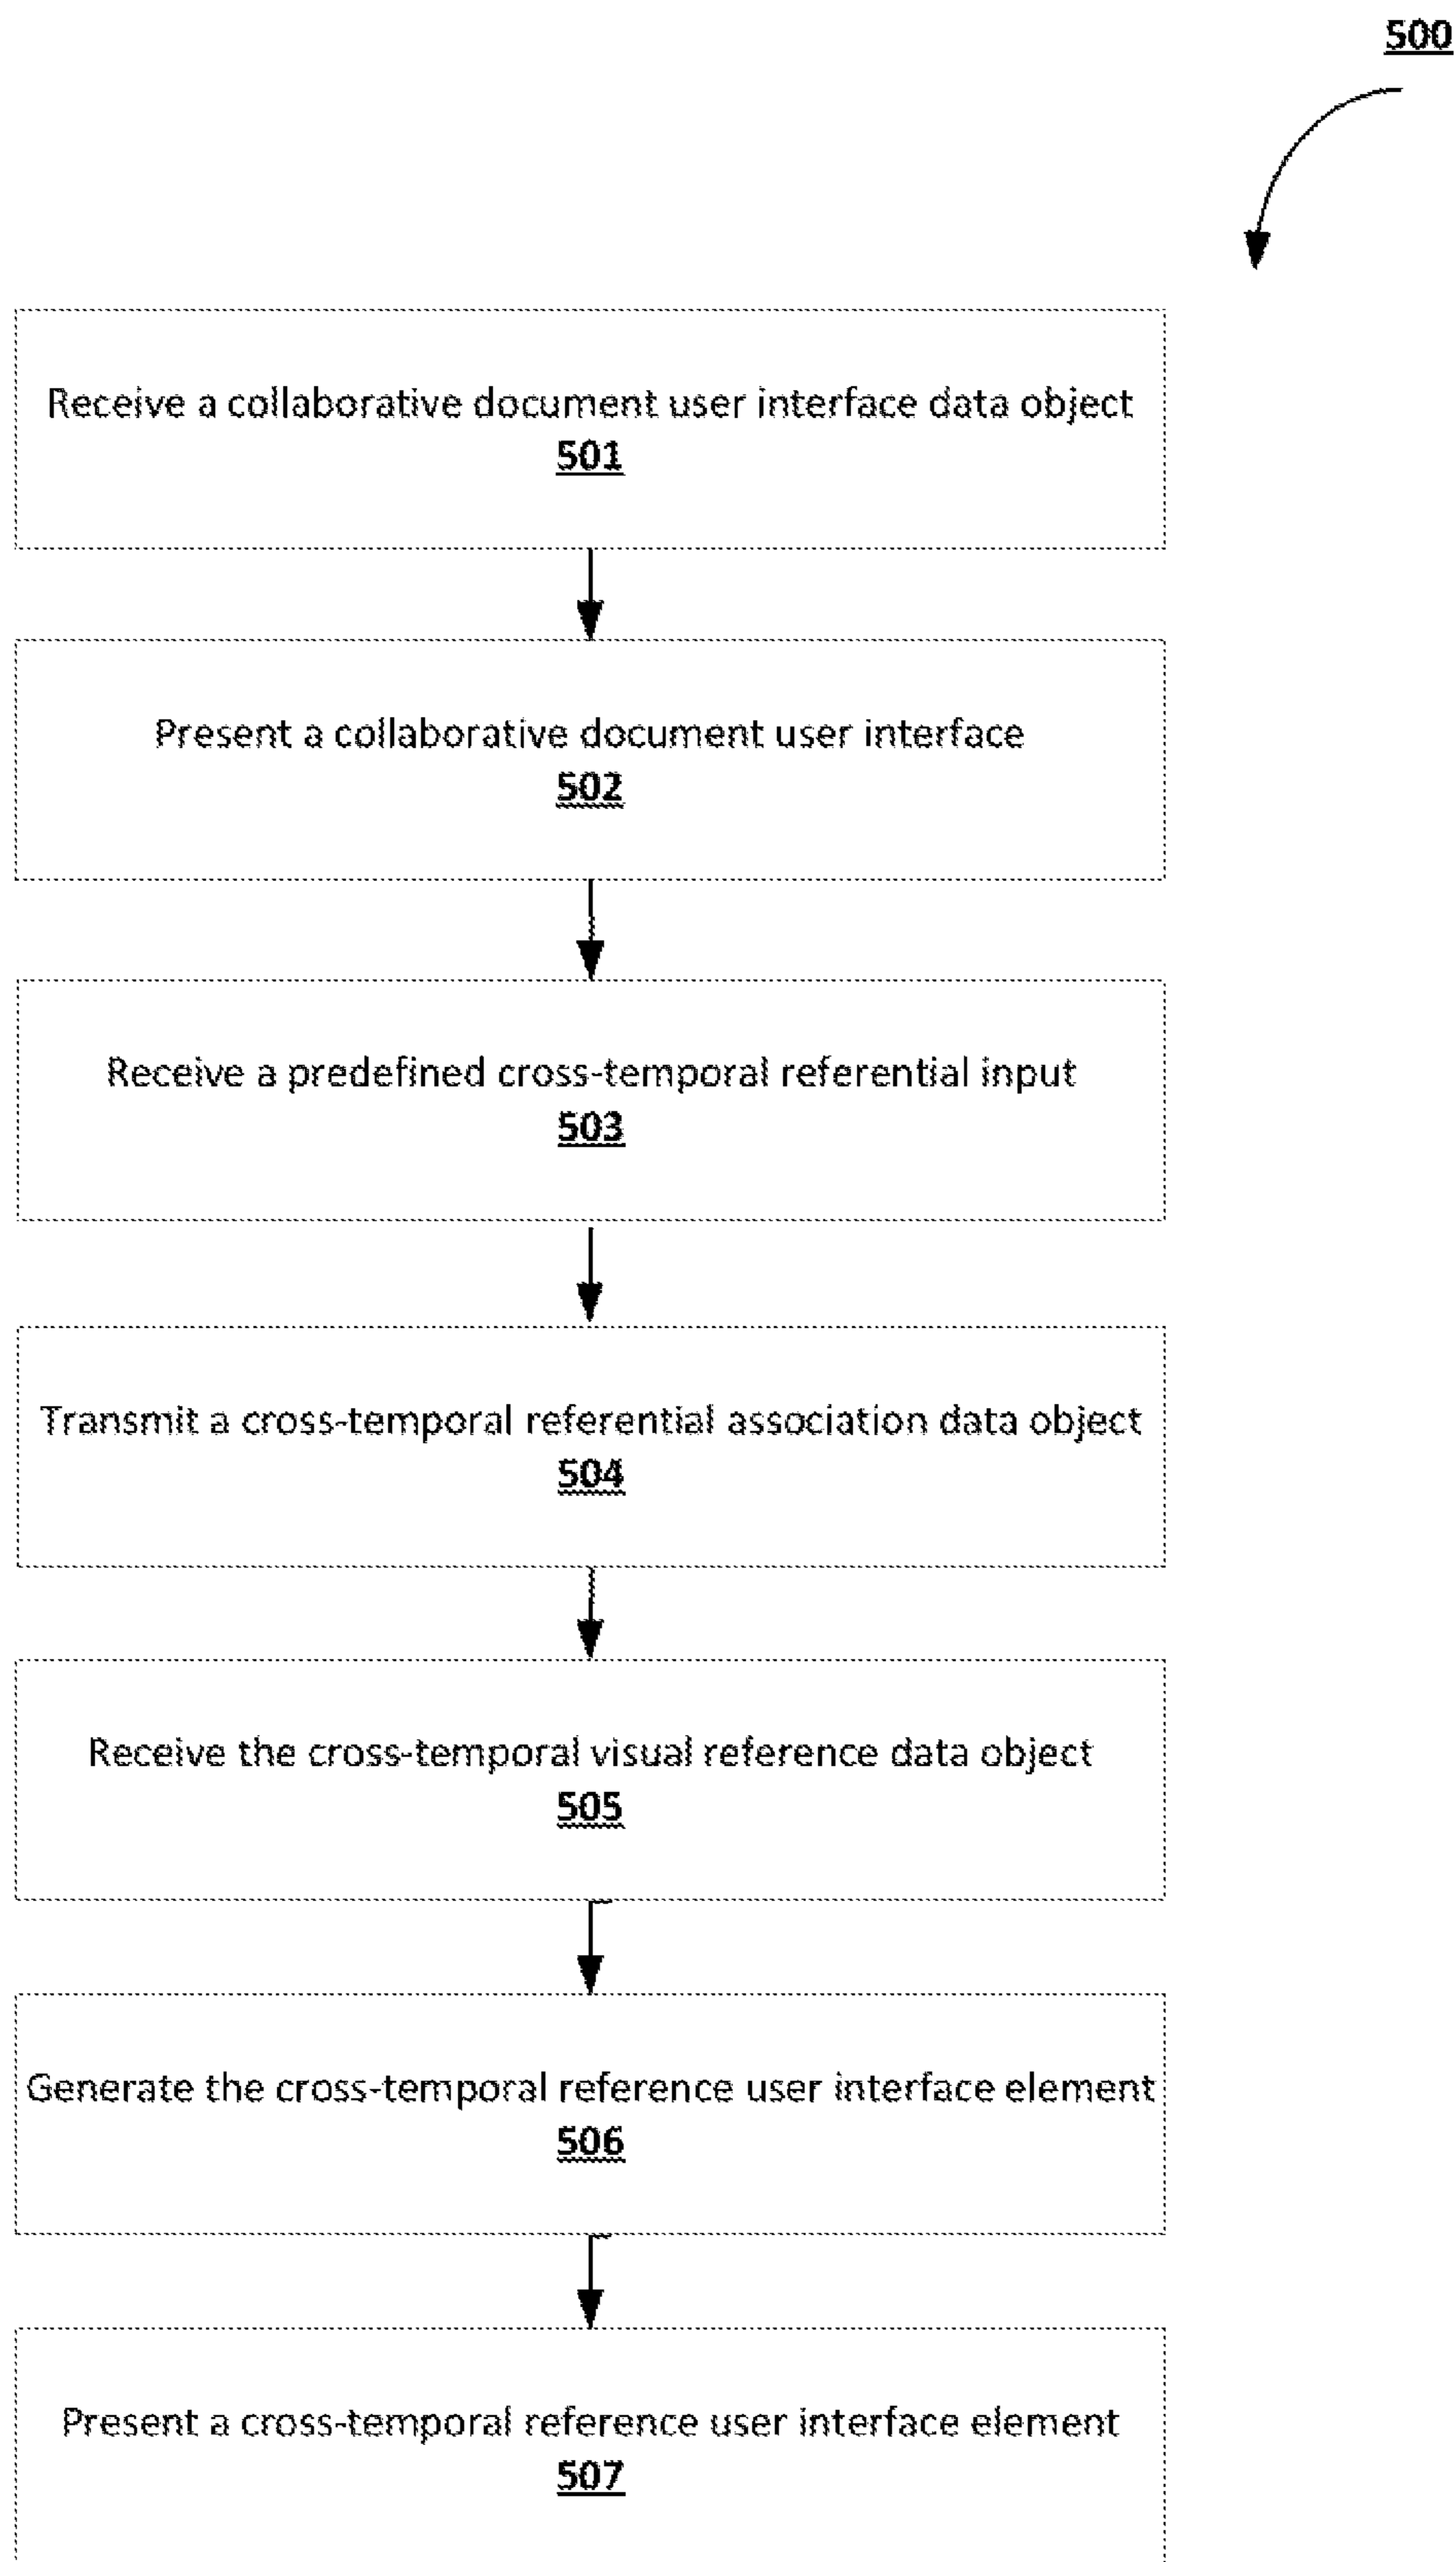 500
Receive a collaborative document user interface data object
501
Present a collaborative document user interface
502
Receive a predefined cross-temporal referential input
503
Transmit a cross-temporal referential association data object
504
Receive the cross-temporal visual reference data object
505
Generate the cross-temporal reference user interface element
506
Present a cross-temporal reference user interface element
507